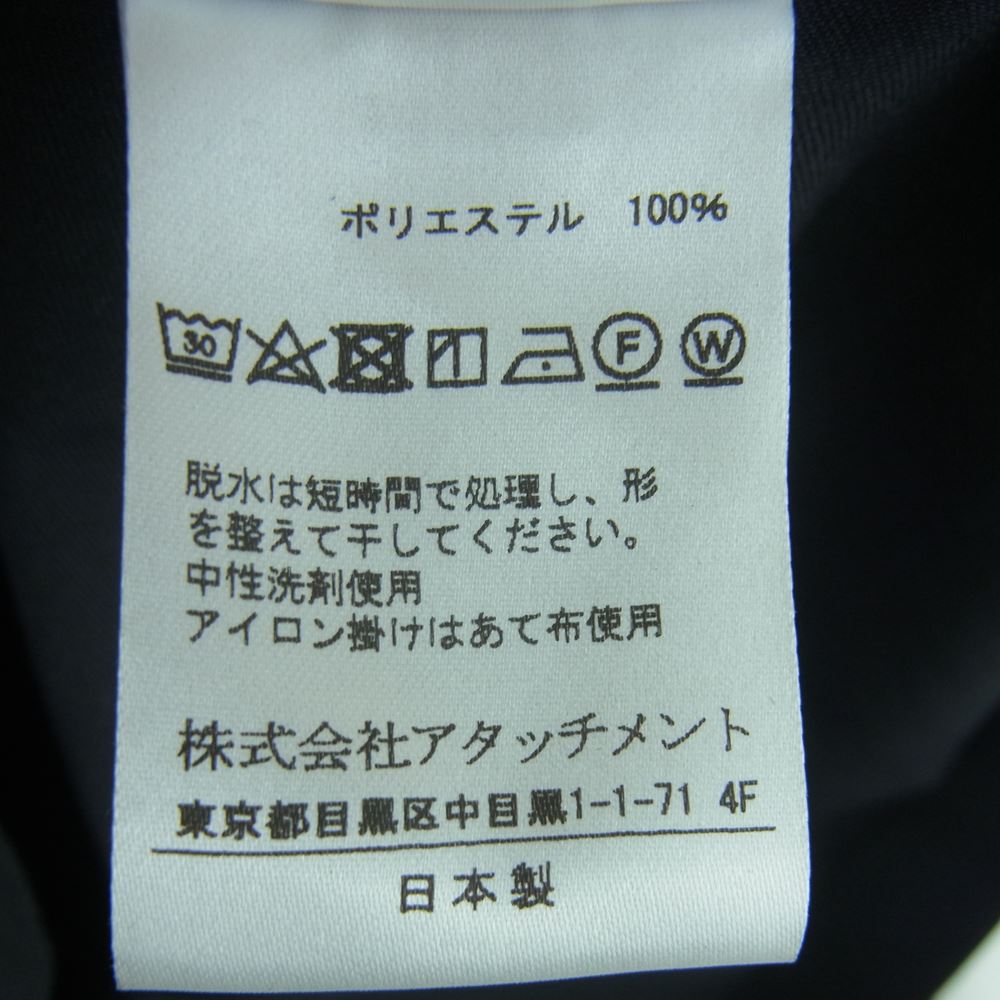 ポリエステル 100%
30 F W
脱水は短時間で処理し、形
を整えて干してください。
中性洗剤使用
アイロン掛けはあて布使用
株式会社アタッチメント
東京都目黒区中目黒1-1-71 4F
日本製